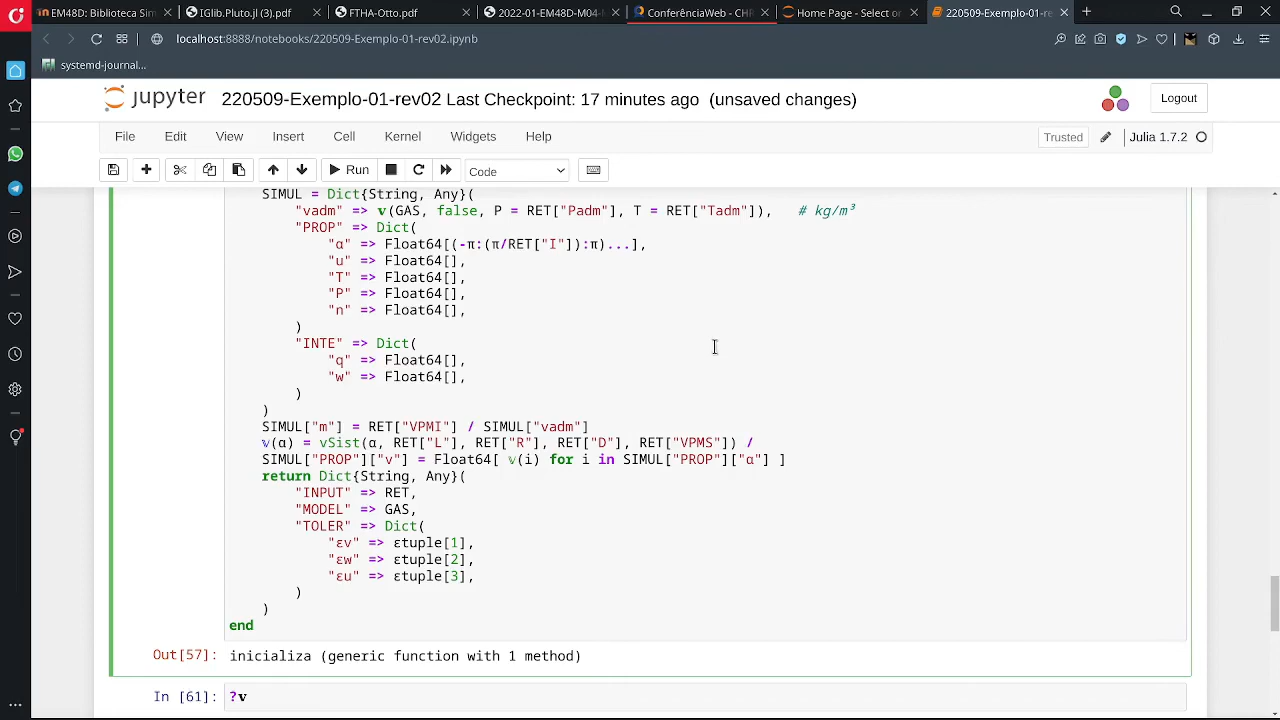 EM48D: Biblioteca Sim
IGlib.Pluto.jl (3).pdf
FTHA-Otto.pdf
2022-01-EM48D-M04-
ConferênciaWeb - CHR
Home Page - Select or
220509-Exemplo-01-re
localhost:8888/notebooks/220509-Exemplo-01-rev02.ipynb
systemd-journal...
jupyter 220509-Exemplo-01-rev02 Last Checkpoint: 17 minutes ago (unsaved changes)
Logout
File Edit View Insert Cell Kernel Widgets Help
Trusted
Julia 1.7.2
Run
Code
SIMUL = Dict{String, Any}(
"vadm" => 𝐯(GAS, false, P = RET["Padm"], T = RET["Tadm"]), # kg/m³
"PROP" => Dict(
"α" => Float64[(-π:(π/RET["I"]):π)...],
"u" => Float64[],
"T" => Float64[],
"P" => Float64[],
"n" => Float64[],
)
"INTE" => Dict(
"q" => Float64[],
"w" => Float64[],
)
)
SIMUL["m"] = RET["VPMI"] / SIMUL["vadm"]
𝕧(α) = vSist(α, RET["L"], RET["R"], RET["D"], RET["VPMS"]) /
SIMUL["PROP"]["v"] = Float64[ 𝕧(i) for i in SIMUL["PROP"]["α"] ]
return Dict{String, Any}(
"INPUT" => RET,
"MODEL" => GAS,
"TOLER" => Dict(
"εv" => εtuple[1],
"εw" => εtuple[2],
"εu" => εtuple[3],
)
)
end
Out[57]: inicializa (generic function with 1 method)
In [61]: ?𝐯